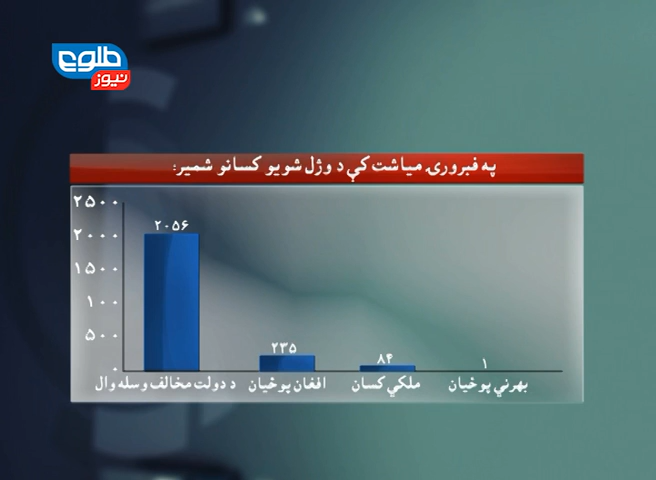 طلوع
نیوز
په فبروري میاشت کې د وژل شویو کسانو شمیر:
۲۵۰۰
۲۰۰۰
۱۵۰۰
۱۰۰
۵۰۰
۰
۲۰۵۶
۲۳۵
۸۴
۱
د دولت مخالف وسله وال
افغان پوځیان
ملکي کسان
بهرني پوځیان